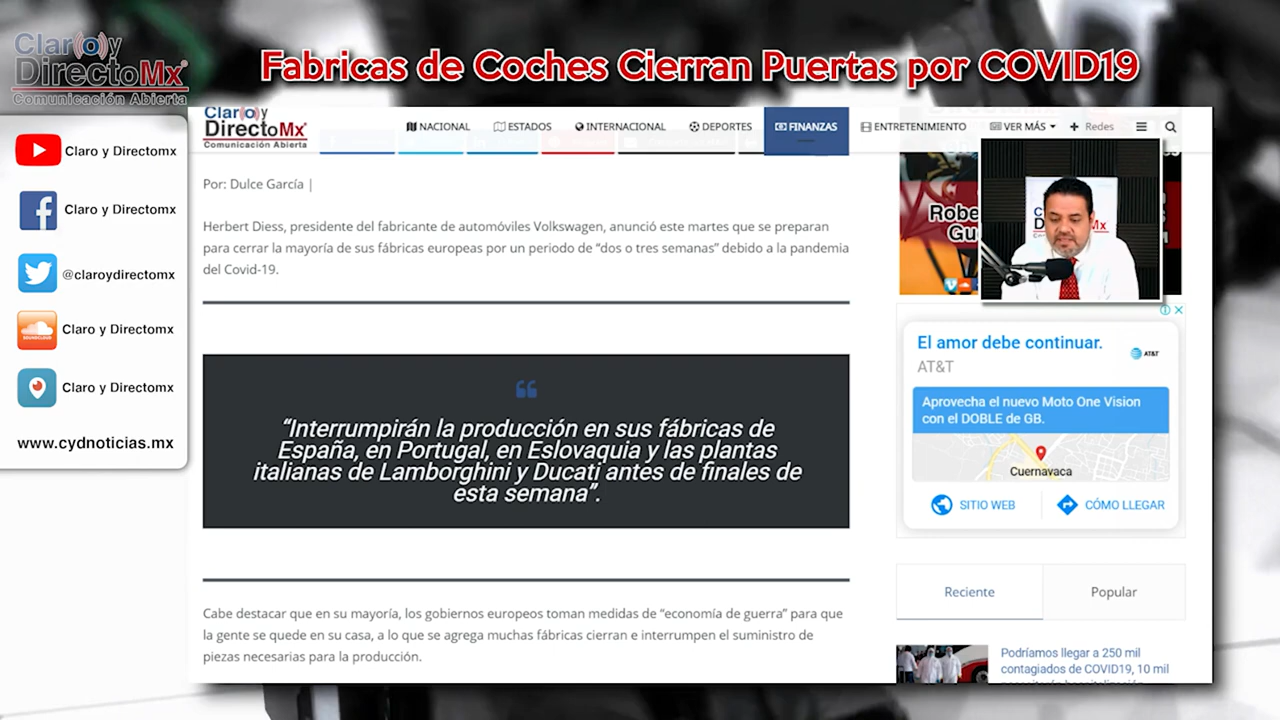 Claro y
DirectoMx
Comunicación Abierta
Fabricas de Coches Cierran Puertas por COVID19
Claro y Directomx
Claro y Directomx
@claroydirectomx
SOUNDCLOUD
Claro y Directomx
Claro y Directomx
www.cydnoticias.mx
Claro y
DirectoMx
Comunicación Abierta
NACIONAL
ESTADOS
INTERNACIONAL
DEPORTES
FINANZAS
ENTRETENIMIENTO
VER MÁS
Redes
Por: Dulce García |
Herbert Diess, presidente del fabricante de automóviles Volkswagen, anunció este martes que se preparan
para cerrar la mayoría de sus fábricas europeas por un periodo de “dos o tres semanas” debido a la pandemia
del Covid-19.
“Interrumpirán la producción en sus fábricas de
España, en Portugal, en Eslovaquia y las plantas
italianas de Lamborghini y Ducati antes de finales de
esta semana”.
Cabe destacar que en su mayoría, los gobiernos europeos toman medidas de “economía de guerra” para que
la gente se quede en su casa, a lo que se agrega muchas fábricas cierran e interrumpen el suministro de
piezas necesarias para la producción.
El amor debe continuar.
AT&T
AT&T
Aprovecha el nuevo Moto One Vision
con el DOBLE de GB.
Cuernavaca
SITIO WEB
CÓMO LLEGAR
Reciente
Popular
Podríamos llegar a 250 mil
contagiados de COVID19, 10 mil